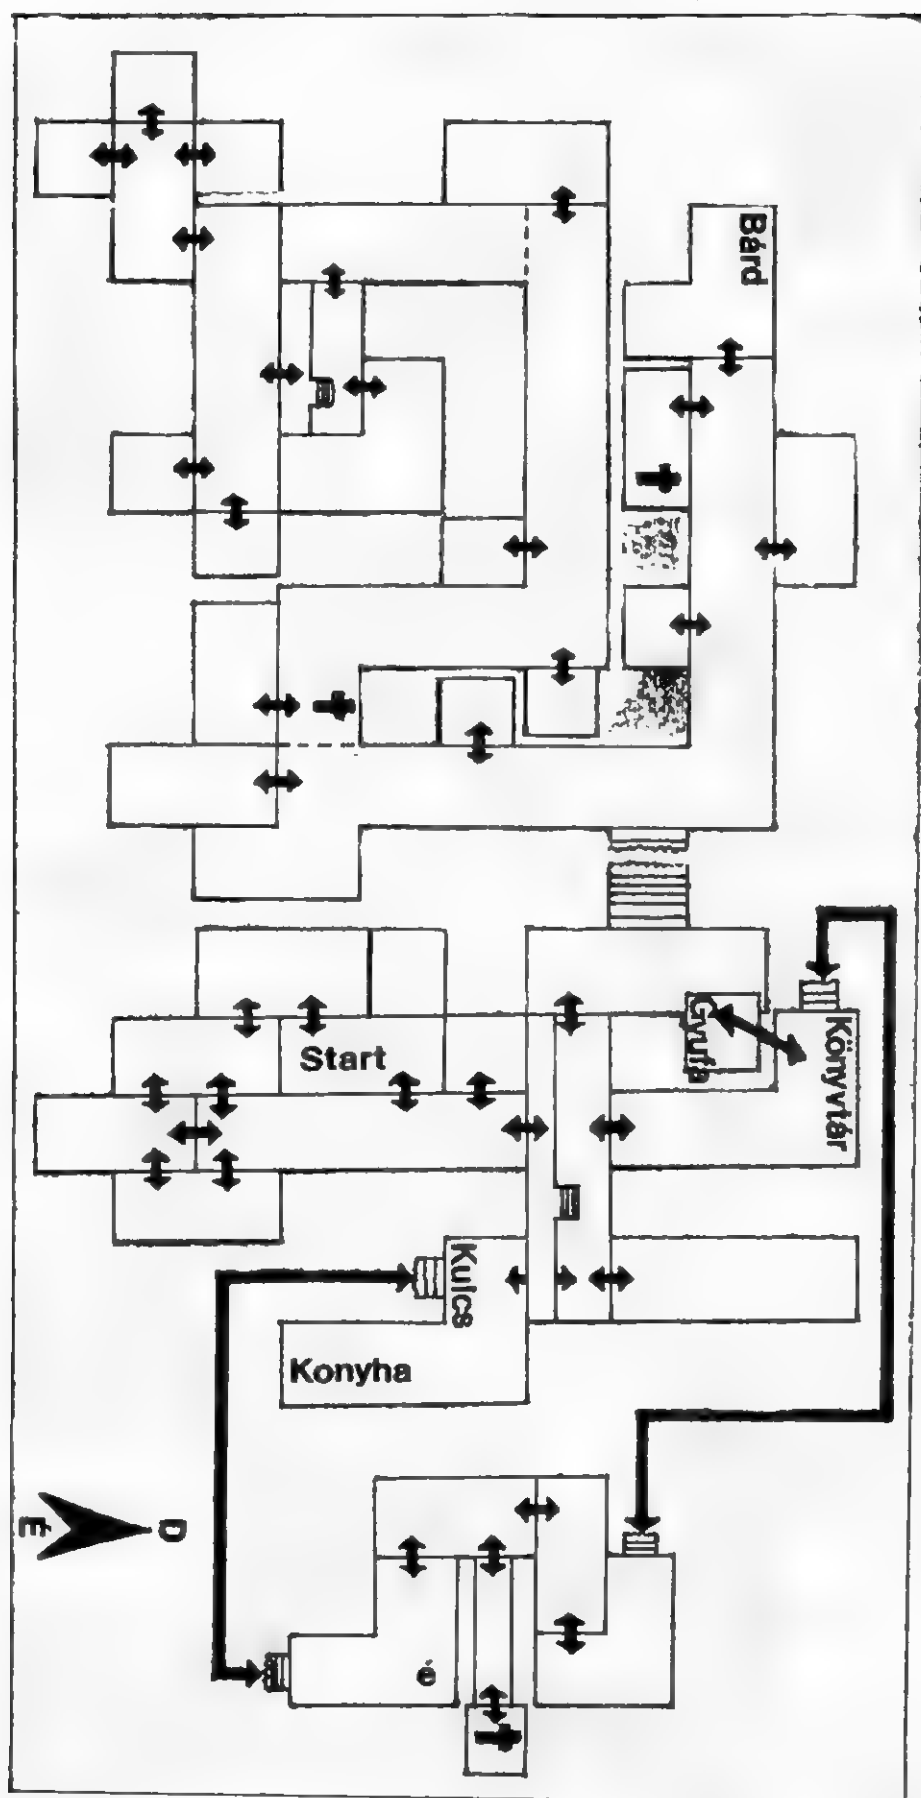 Bárd
Gyufa
Könyvtár
Start
Kulcs
Konyha
D
É
é